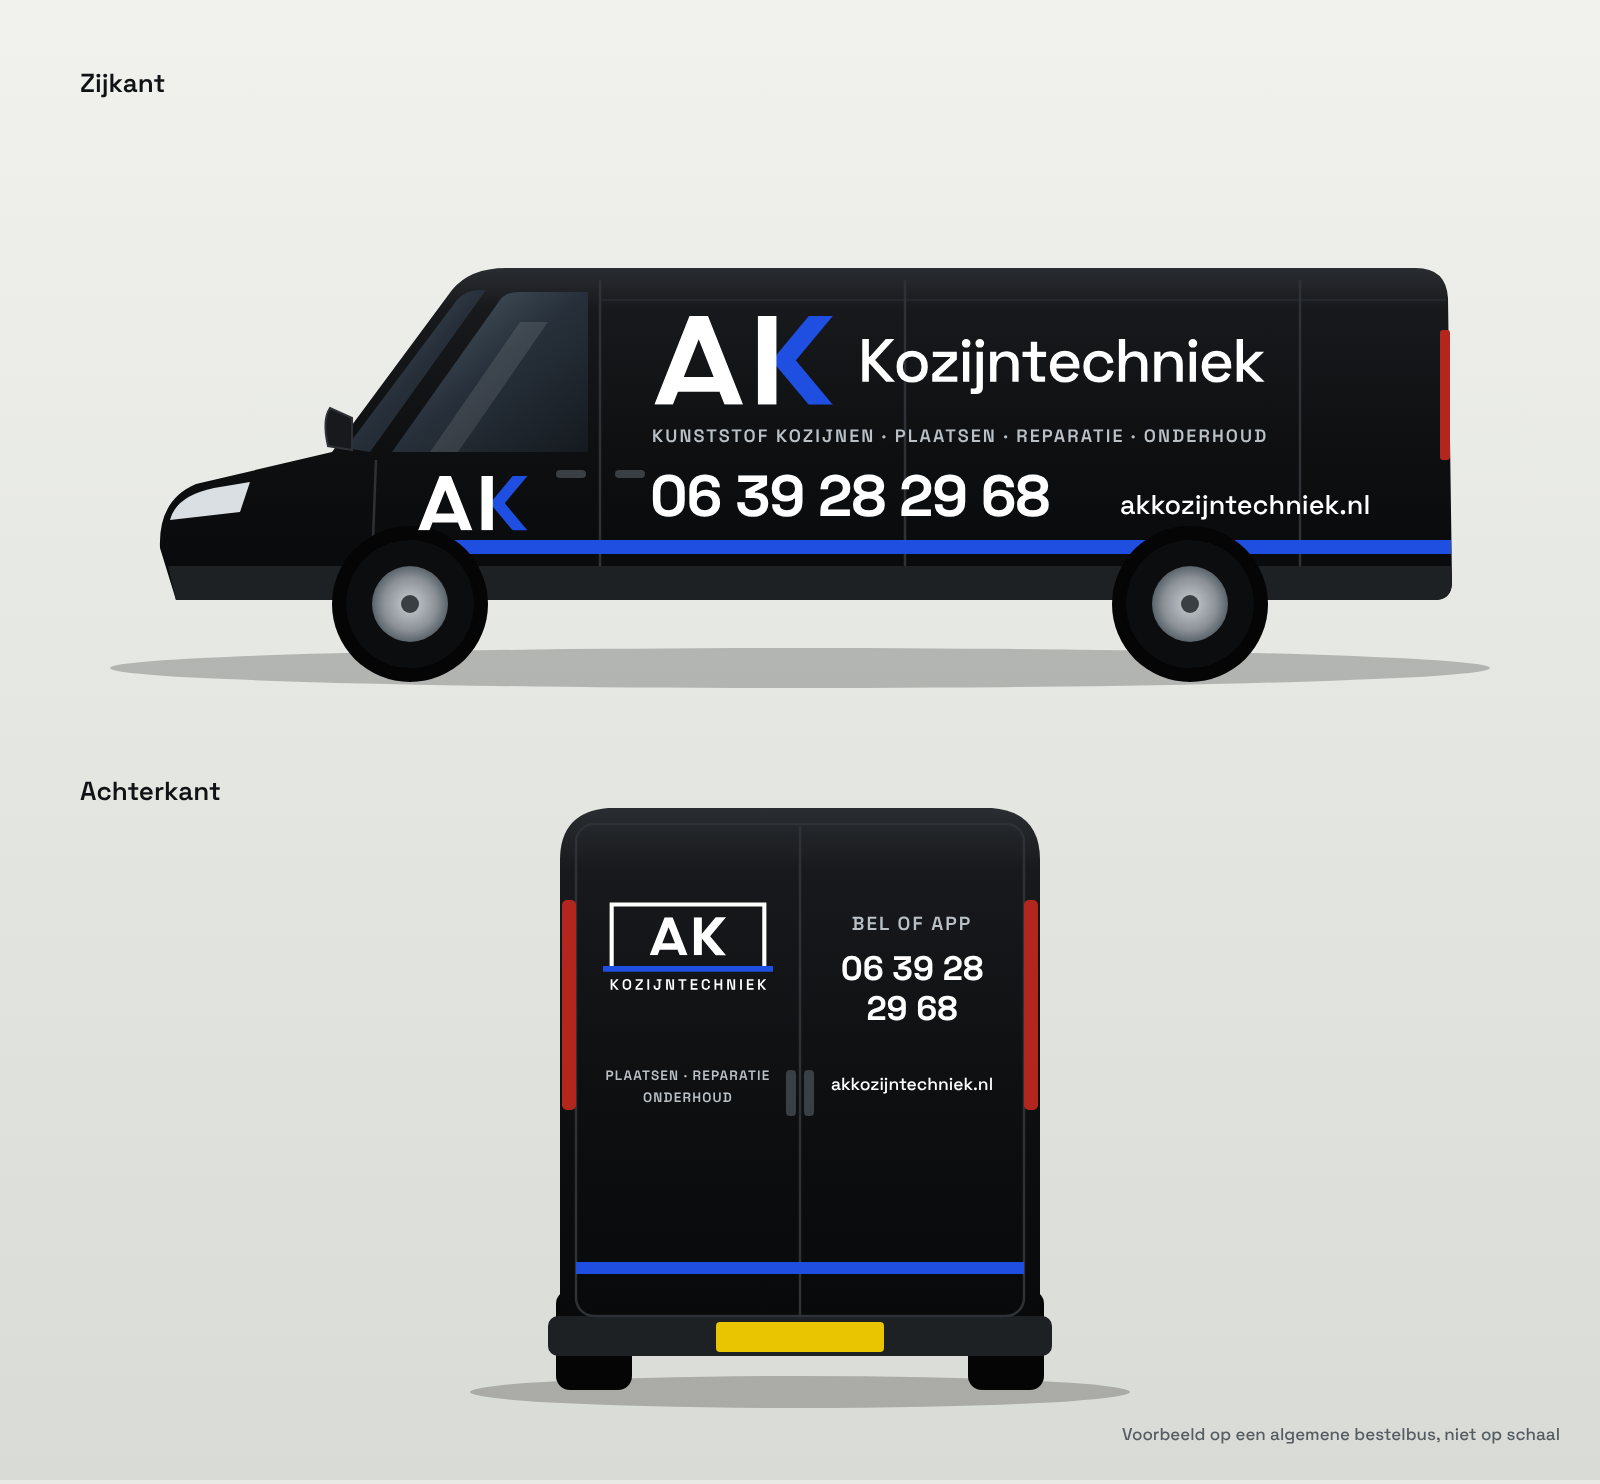 Zijkant
AK Kozijntechniek
KUNSTSTOF KOZIJNEN · PLAATSEN · REPARATIE · ONDERHOUD
AK
06 39 28 29 68
akkozijntechniek.nl
Achterkant
AK
KOZIJNTECHNIEK
PLAATSEN · REPARATIE
ONDERHOUD
BEL OF APP
06 39 28
29 68
akkozijntechniek.nl
Voorbeeld op een algemene bestelbus, niet op schaal